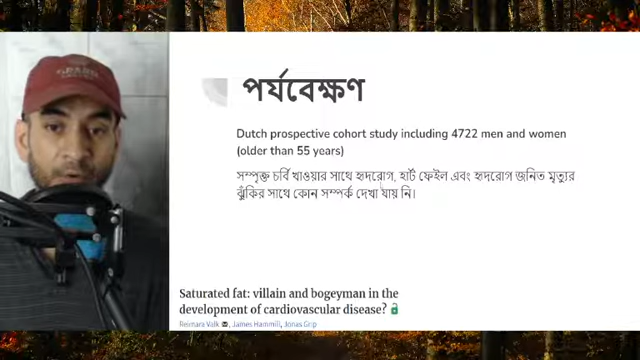 পর্যবেক্ষণ
Dutch prospective cohort study including 4722 men and women
(older than 55 years)
সম্পৃক্ত চর্বি খাওয়ার সাথে হৃদরোগ, হার্ট ফেইল এবং হৃদরোগ জনিত মৃত্যুর
ঝুঁকির সাথে কোন সম্পর্ক দেখা যায় নি।
Saturated fat: villain and bogeyman in the
development of cardiovascular disease?
Reimara Valk, James Hammill, Jonas Grip